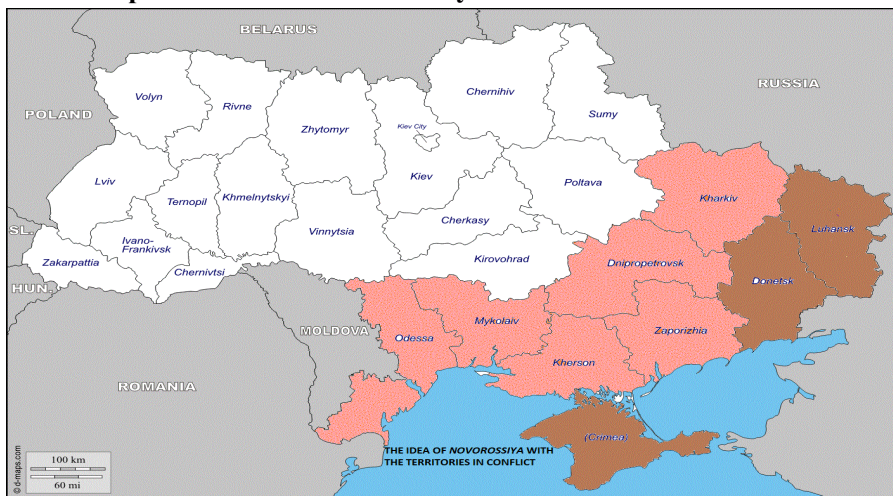 BELARUS
RUSSIA
POLAND
Volyn
Rivne
Zhytomyr
Chernihiv
Sumy
Kiev City
Kiev
Lviv
Ternopil
Khmelnytskyi
Poltava
Kharkiv
Luhansk
SL.
Ivano-
Frankivsk
Vinnytsia
Cherkasy
Zakarpattia
Chernivtsi
Kirovohrad
Dnipropetrovsk
Donetsk
HUN.
MOLDOVA
Odessa
Mykolaiv
Zaporizhia
Kherson
ROMANIA
(Crimea)
THE IDEA OF NOVOROSSIYA WITH
THE TERRITORIES IN CONFLICT
100 km
60 mi
© d-maps.com